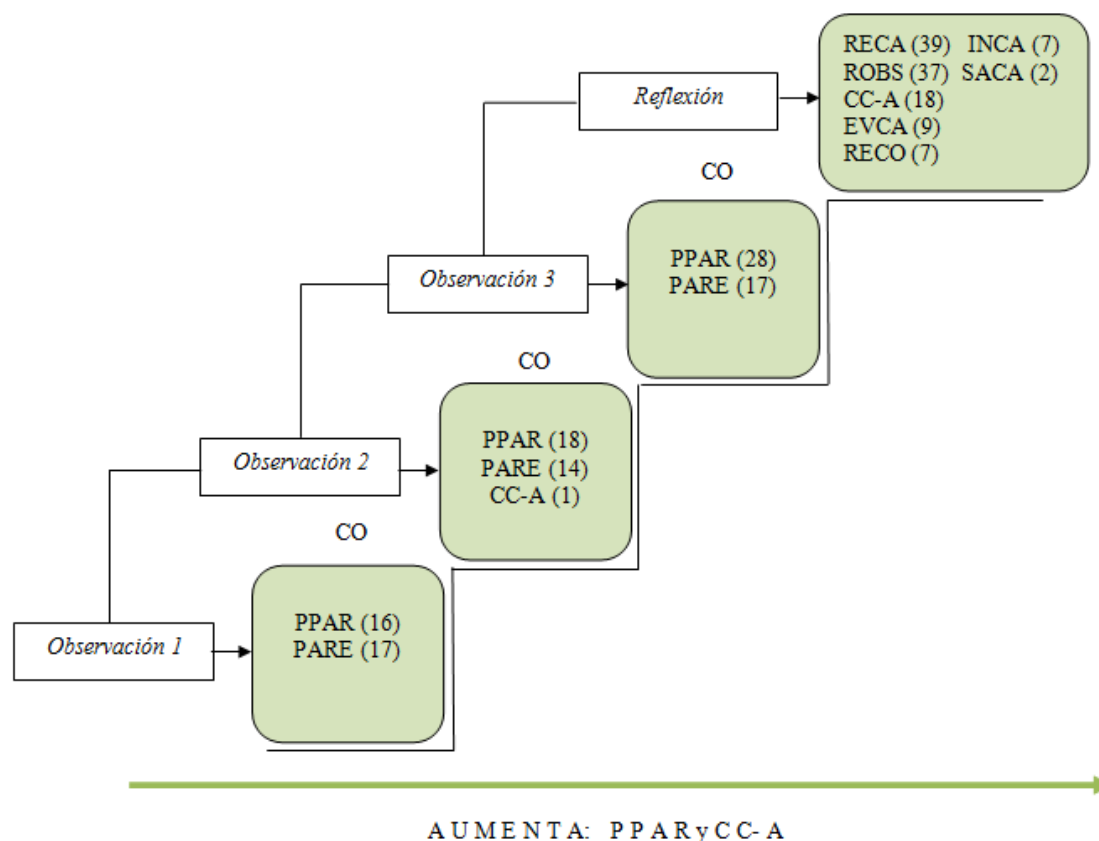 RECA (39) INCA (7)
ROBS (37) SACA (2)
CC-A (18)
EVCA (9)
RECO (7)
Reflexión
CO
PPAR (28)
PARE (17)
Observación 3
CO
PPAR (18)
PARE (14)
CC-A (1)
Observación 2
CO
PPAR (16)
PARE (17)
Observación 1
AUMENTA: PPAR y CC-A